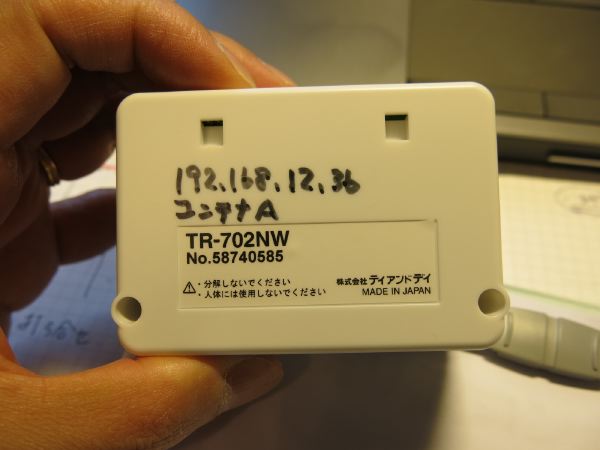 192.168.12.36
コンテナA
TR-702NW
No.58740585
・分解しないでください
・人体には使用しないでください
株式会社 ティアンドデイ
MADE IN JAPAN